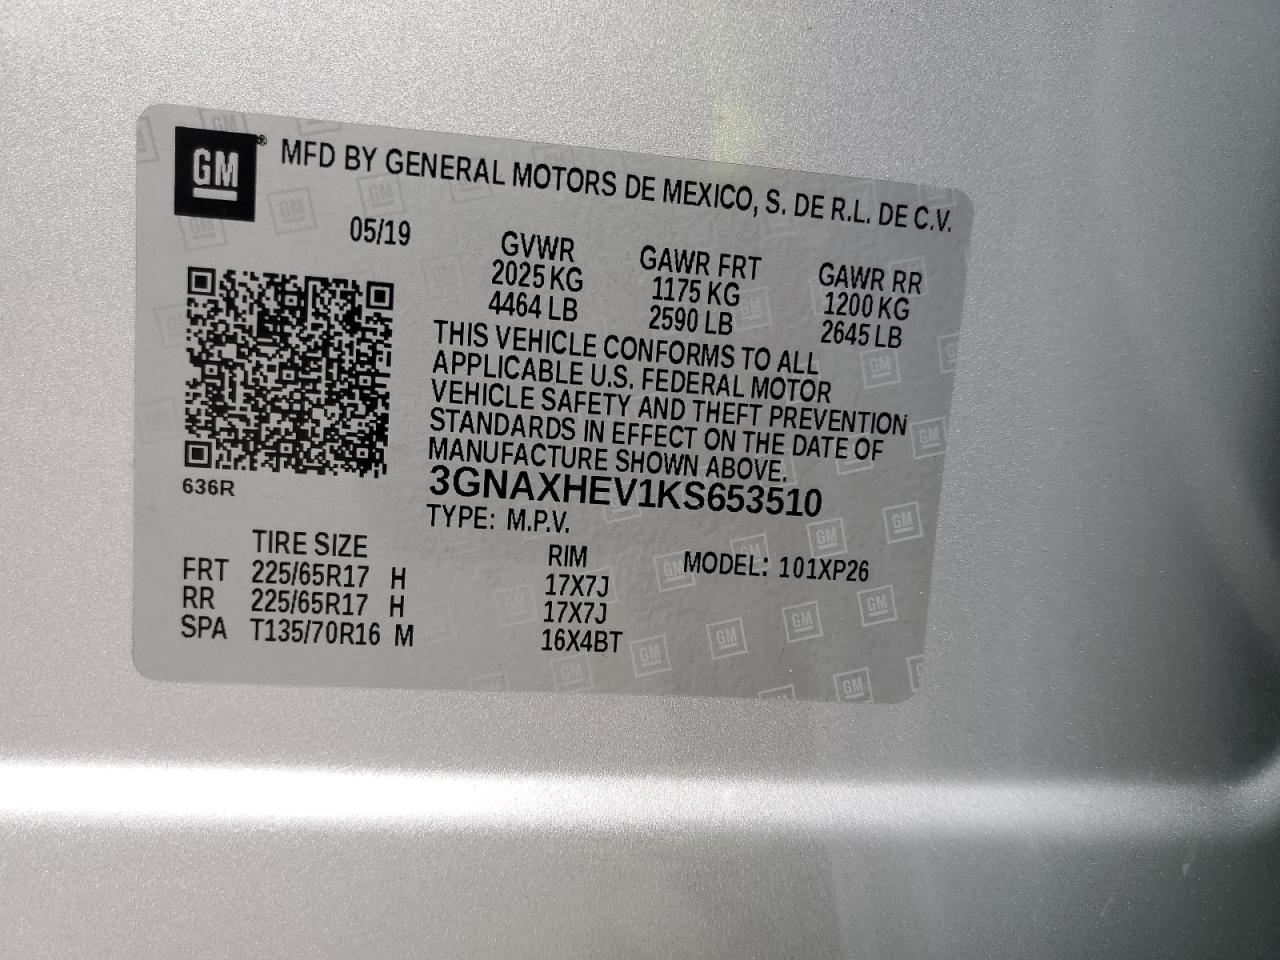 GM® MFD BY GENERAL MOTORS DE MEXICO, S. DE R.L. DE C.V.
05/19 GVWR GAWR FRT GAWR RR
2025 KG 1175 KG 1200 KG
4464 LB 2590 LB 2645 LB
THIS VEHICLE CONFORMS TO ALL
APPLICABLE U.S. FEDERAL MOTOR
VEHICLE SAFETY AND THEFT PREVENTION
STANDARDS IN EFFECT ON THE DATE OF
MANUFACTURE SHOWN ABOVE.
636R
3GNAXHEV1KS653510
TYPE: M.P.V.
TIRE SIZE RIM MODEL: 101XP26
FRT 225/65R17 H 17X7J
RR 225/65R17 H 17X7J
SPA T135/70R16 M 16X4BT